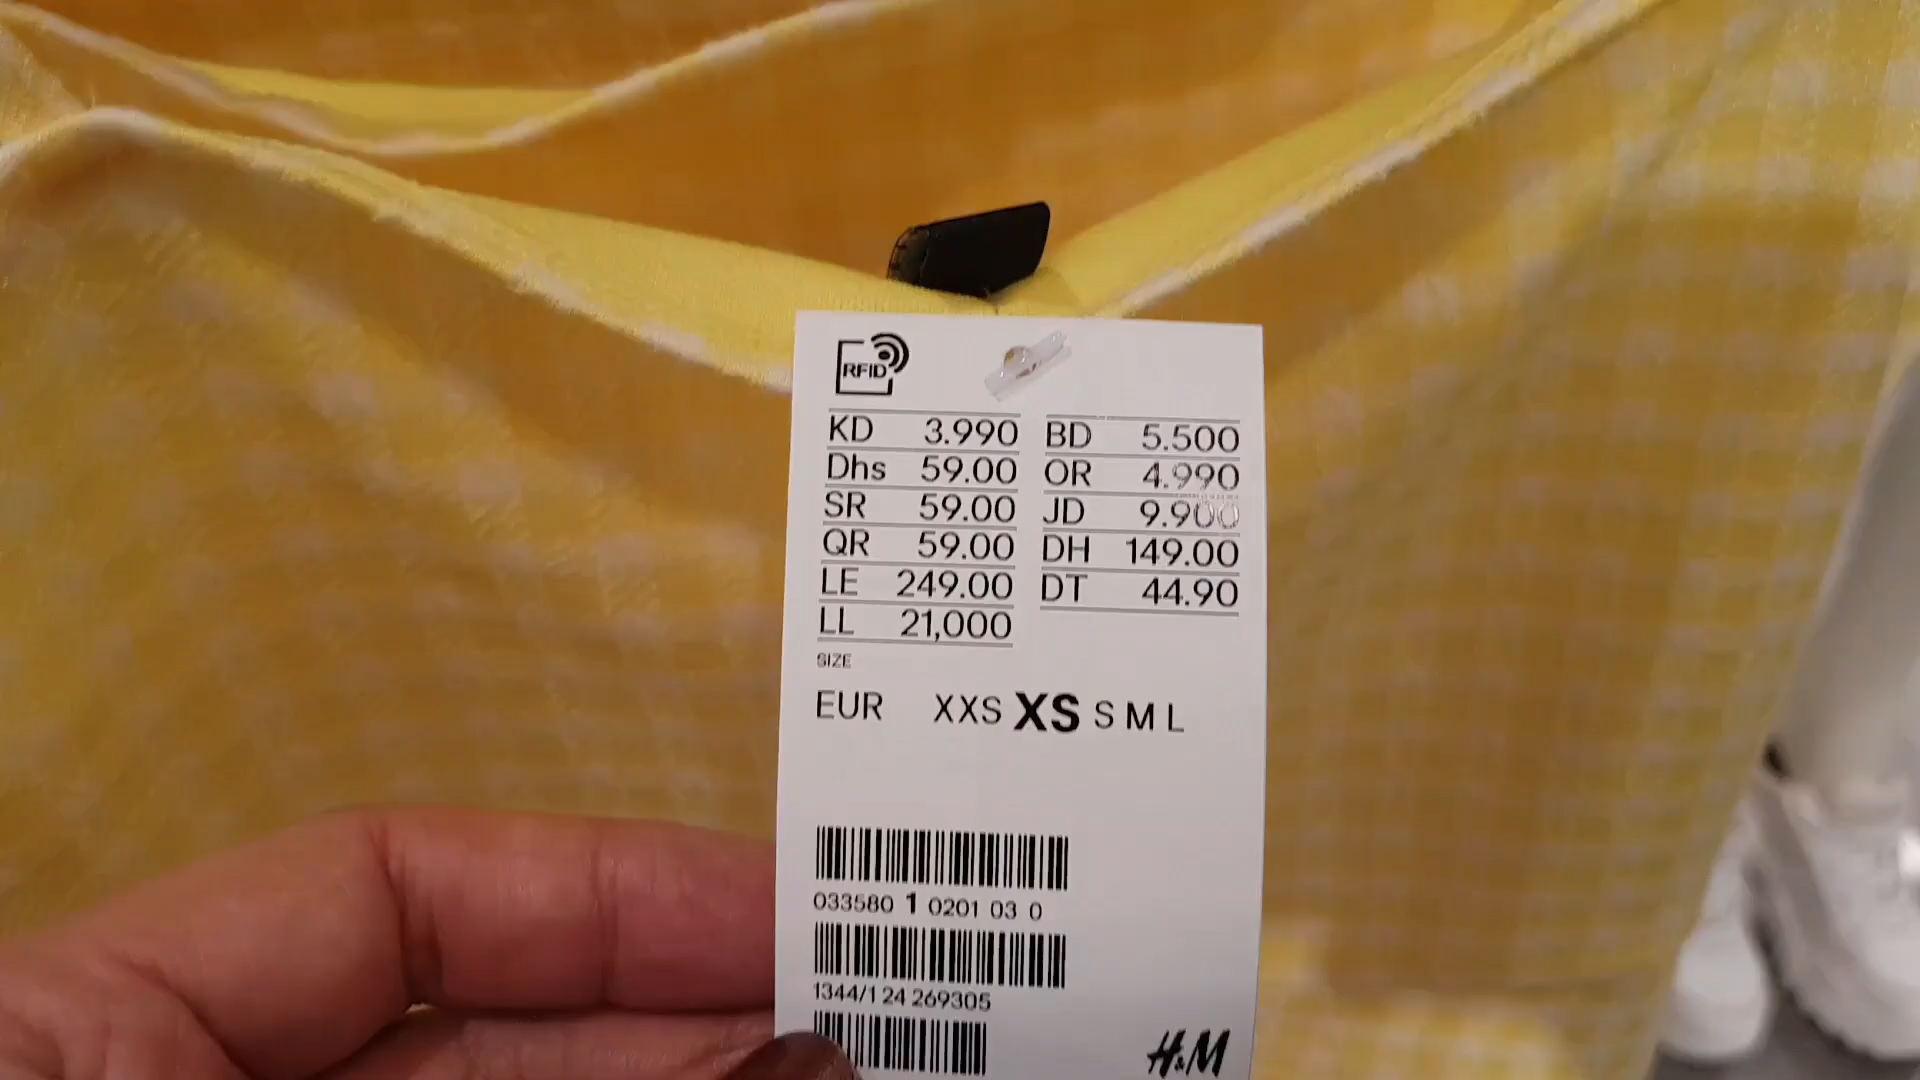 RFID
KD 3.990 BD 5.500
Dhs 59.00 OR 4.990
SR 59.00 JD 9.900
QR 59.00 DH 149.00
LE 249.00 DT 44.90
LL 21,000
SIZE
EUR XXS XS S M L
033580 1 0201 03 0
1344/1 24 269305
H&M